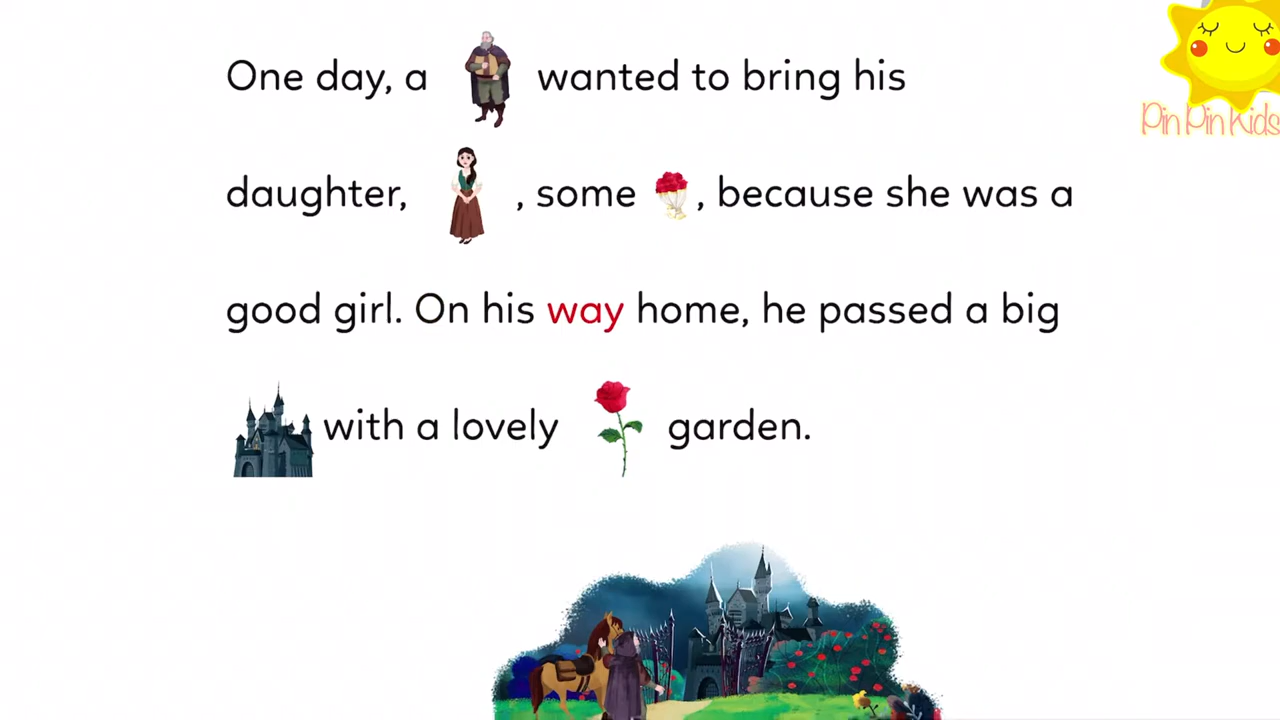 One day, a wanted to bring his
daughter, , some , because she was a
good girl. On his way home, he passed a big
with a lovely garden.
Pin Pin Kids